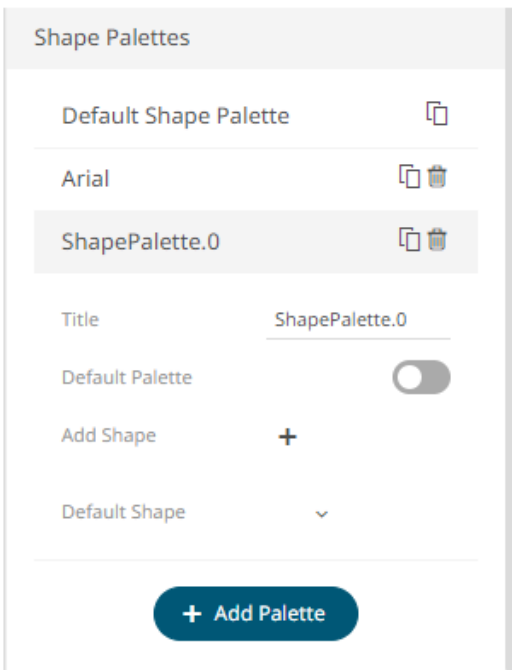 Shape Palettes
Default Shape Palette
Arial
ShapePalette.0
Title ShapePalette.0
Default Palette
Add Shape +
Default Shape
+ Add Palette